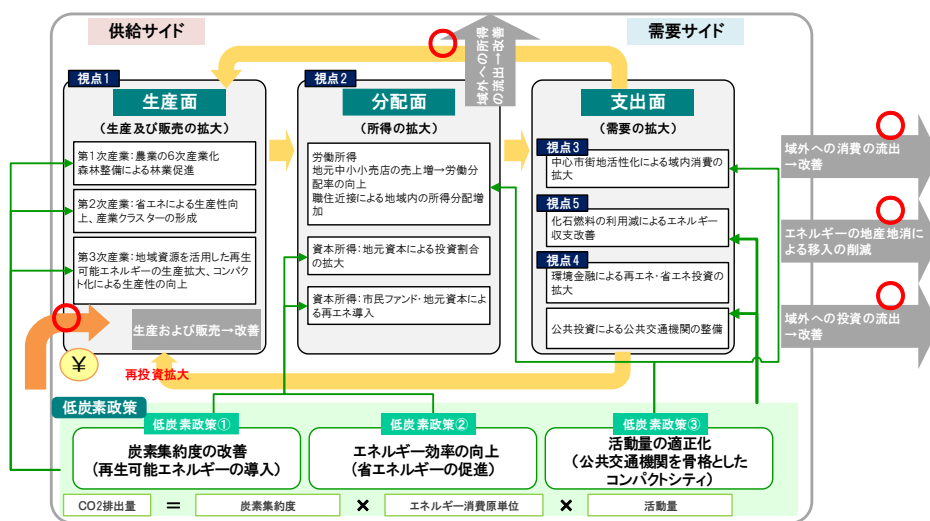 供給サイド
需要サイド
域外への所得
の流出→改善
視点1
生産面
(生産及び販売の拡大)
第1次産業：農業の6次産業化
森林整備による林業促進
第2次産業：省エネによる生産性向
上、産業クラスターの形成
第3次産業：地域資源を活用した再生
可能エネルギーの生産拡大、コンパク
ト化による生産性の向上
生産および販売→改善
¥
再投資拡大
視点2
分配面
(所得の拡大)
労働所得
地元中小小売店の売上増→労働分
配率の向上
職住近接による地域内の所得分配増
加
資本所得：地元資本による投資割合
の拡大
資本所得：市民ファンド・地元資本によ
る再エネ導入
支出面
(需要の拡大)
視点3
中心市街地活性化による域内消費の
拡大
視点5
化石燃料の利用減によるエネルギー
収支改善
視点4
環境金融による再エネ・省エネ投資の
拡大
公共投資による公共交通機関の整備
域外への消費の流出
→改善
エネルギーの地産地消に
よる移入の削減
域外への投資の流出
→改善
低炭素政策
低炭素政策①
炭素集約度の改善
(再生可能エネルギーの導入)
低炭素政策②
エネルギー効率の向上
(省エネルギーの促進)
低炭素政策③
活動量の適正化
(公共交通機関を骨格とした
コンパクトシティ)
CO2排出量 ＝ 炭素集約度 × エネルギー消費原単位 × 活動量